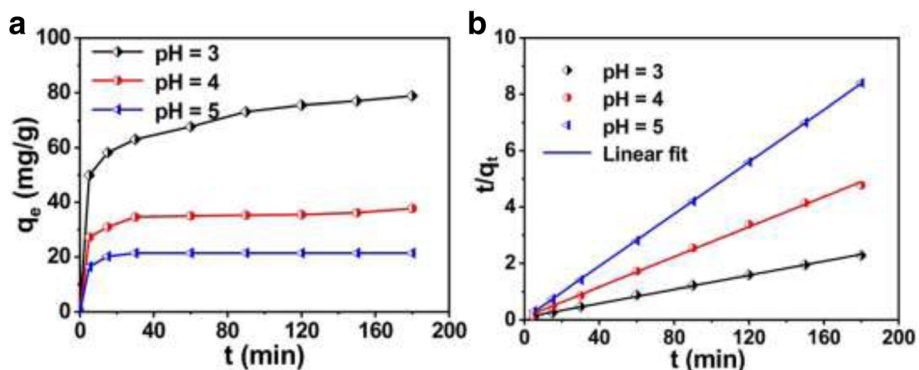 a
100
80
60
40
20
0
qe (mg/g)
pH = 3
pH = 4
pH = 5
0 40 80 120 160 200
t (min)
b
10
8
6
4
2
0
t/qt
pH = 3
pH = 4
pH = 5
Linear fit
0 40 80 120 160 200
t (min)